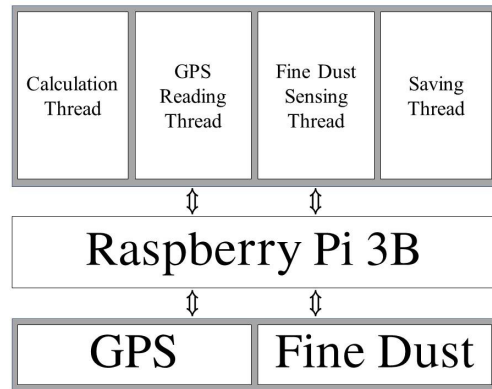 Calculation
Thread
GPS
Reading
Thread
Fine Dust
Sensing
Thread
Saving
Thread
Raspberry Pi 3B
GPS
Fine Dust